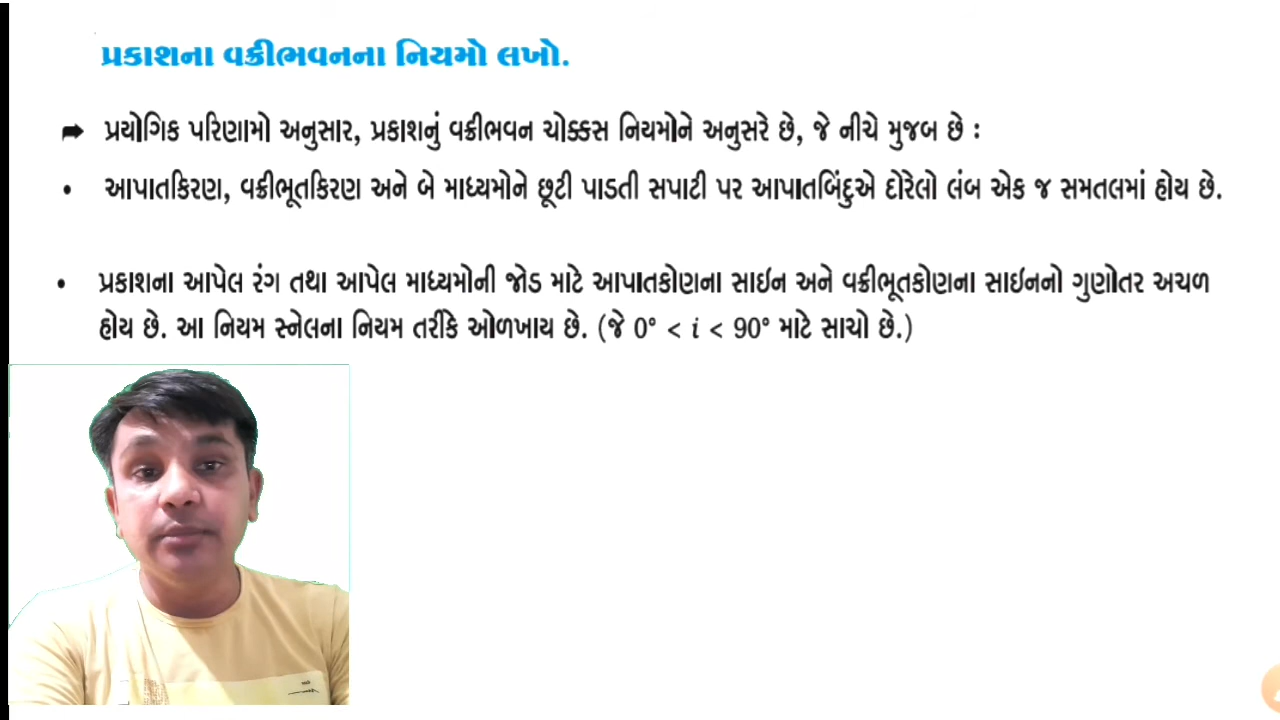 પ્રકાશના વક્રીભવનના નિયમો લખો.
➡ પ્રયોગિક પરિણામો અનુસાર, પ્રકાશનું વક્રીભવન ચોક્કસ નિયમોને અનુસરે છે, જે નીચે મુજબ છે :
• આપાતકિરણ, વક્રીભૂતકિરણ અને બે માધ્યમોને છૂટી પાડતી સપાટી પર આપાતબિંદુએ દોરેલો લંબ એક જ સમતલમાં હોય છે.
• પ્રકાશના આપેલ રંગ તથા આપેલ માધ્યમોની જોડ માટે આપાતકોણના સાઇન અને વક્રીભૂતકોણના સાઇનનો ગુણોતર અચળ
હોય છે. આ નિયમ સ્નેલના નિયમ તરીકે ઓળખાય છે. (જે 0° < i < 90° માટે સાચો છે.)